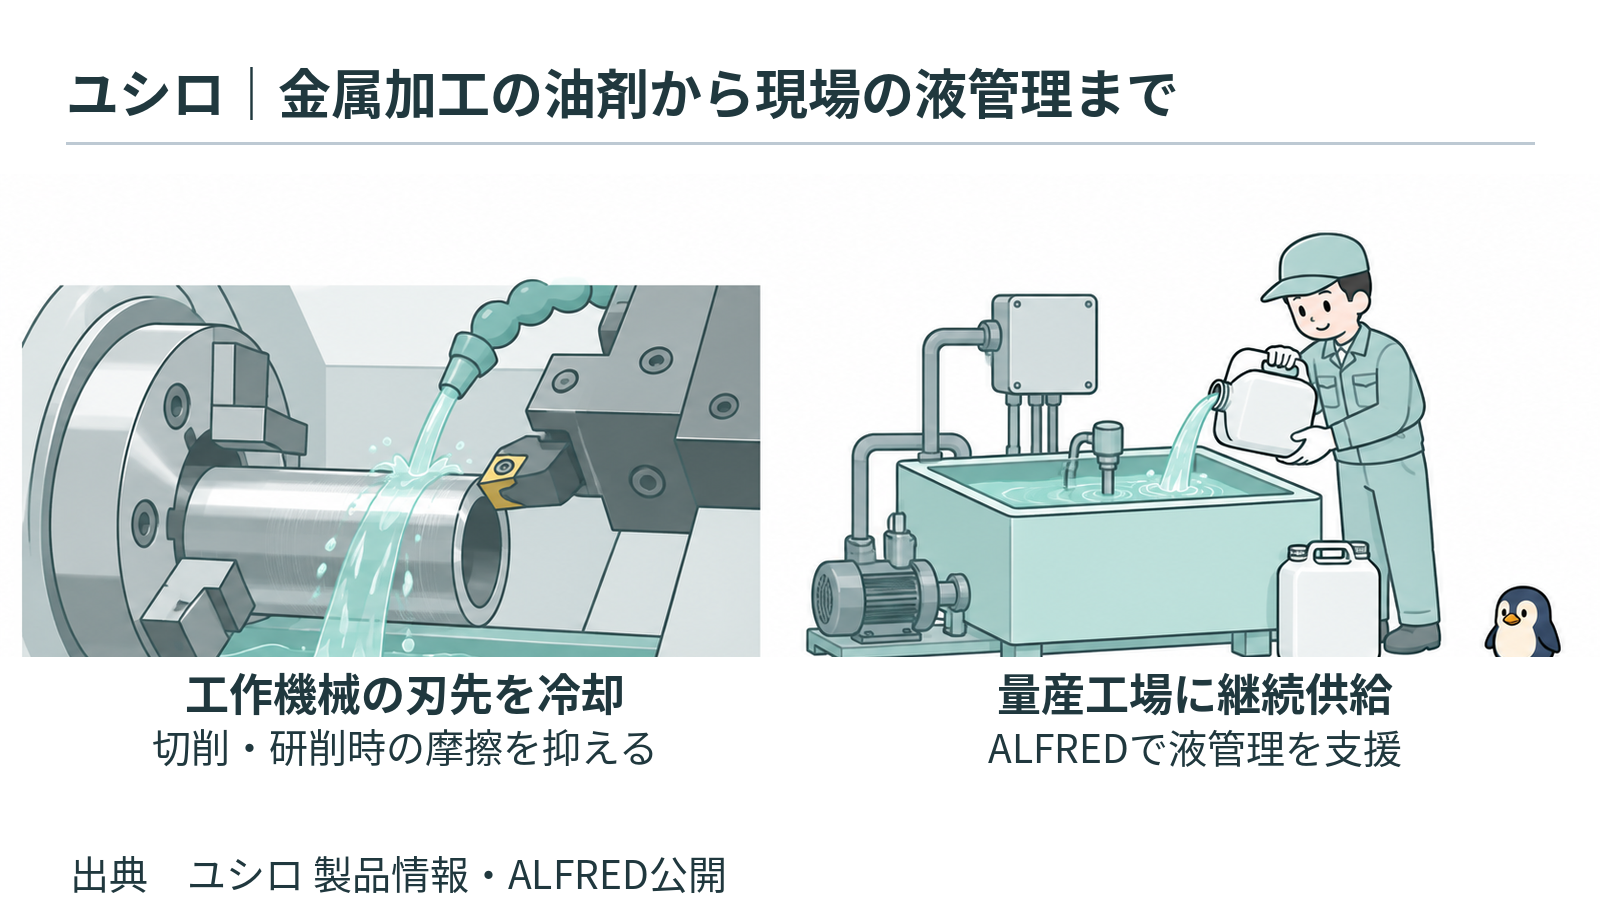 ユシロ｜金属加工の油剤から現場の液管理まで
工作機械の刃先を冷却
切削・研削時の摩擦を抑える
量産工場に継続供給
ALFREDで液管理を支援
出典　ユシロ 製品情報・ALFRED公開